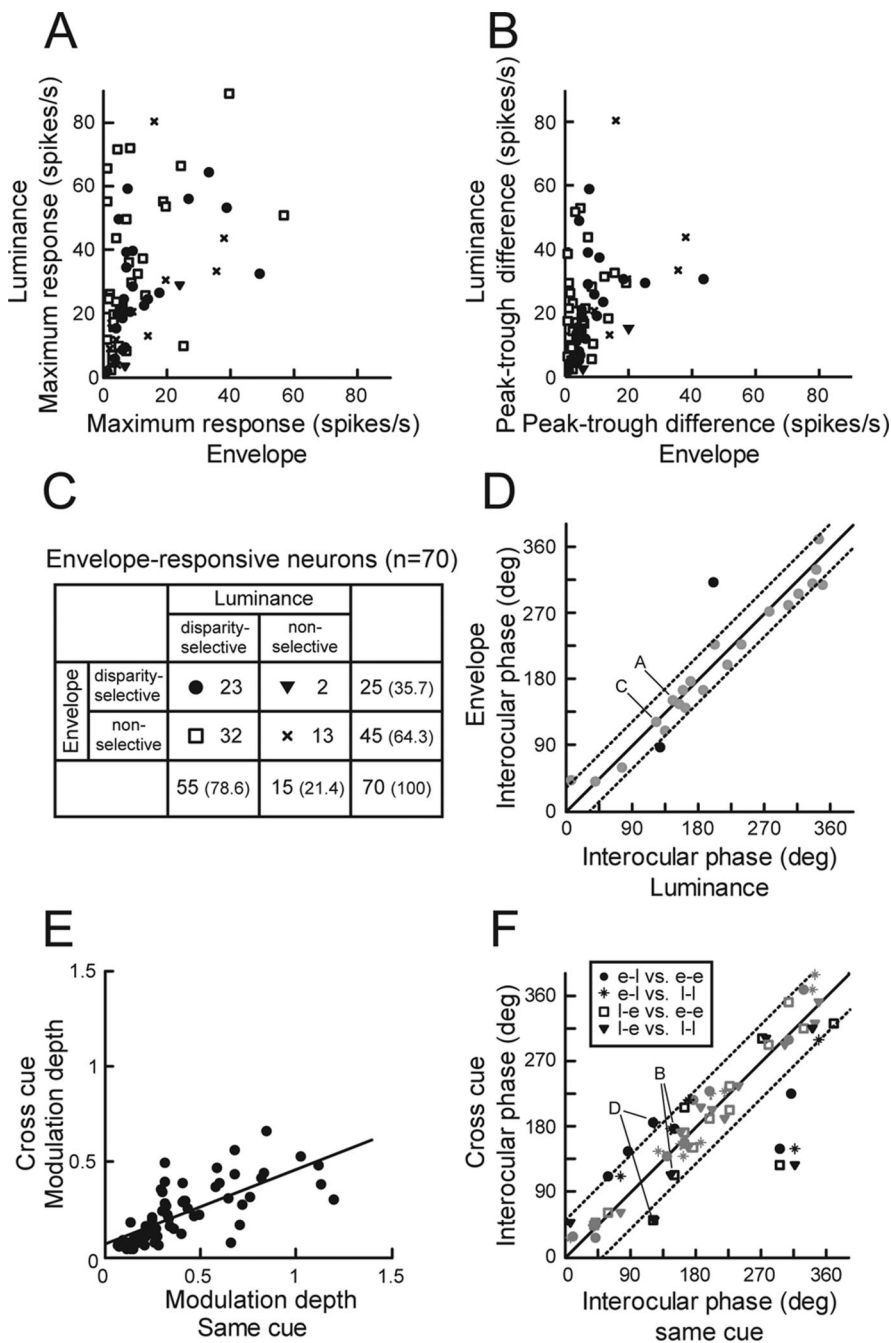 A
Luminance
Maximum response (spikes/s)
80
60
40
20
0
0
20
40
60
80
Maximum response (spikes/s)
Envelope
B
Luminance
Peak-trough difference (spikes/s)
80
60
40
20
0
0
20
40
60
80
Peak-trough difference (spikes/s)
Envelope
C
Envelope-responsive neurons (n=70)
Luminance
disparity-
selective
non-
selective
Envelope
disparity-
selective
23
2
25 (35.7)
non-
selective
32
13
45 (64.3)
55 (78.6)
15 (21.4)
70 (100)
D
Envelope
Interocular phase (deg)
360
270
180
90
0
A
C
0
90
180
270
360
Interocular phase (deg)
Luminance
E
Cross cue
Modulation depth
1.5
1
0.5
0
0.5
1
1.5
Modulation depth
Same cue
F
Cross cue
Interocular phase (deg)
360
270
180
90
0
e-l vs. e-e
e-l vs. l-l
l-e vs. e-e
l-e vs. l-l
B
D
0
90
180
270
360
Interocular phase (deg)
same cue